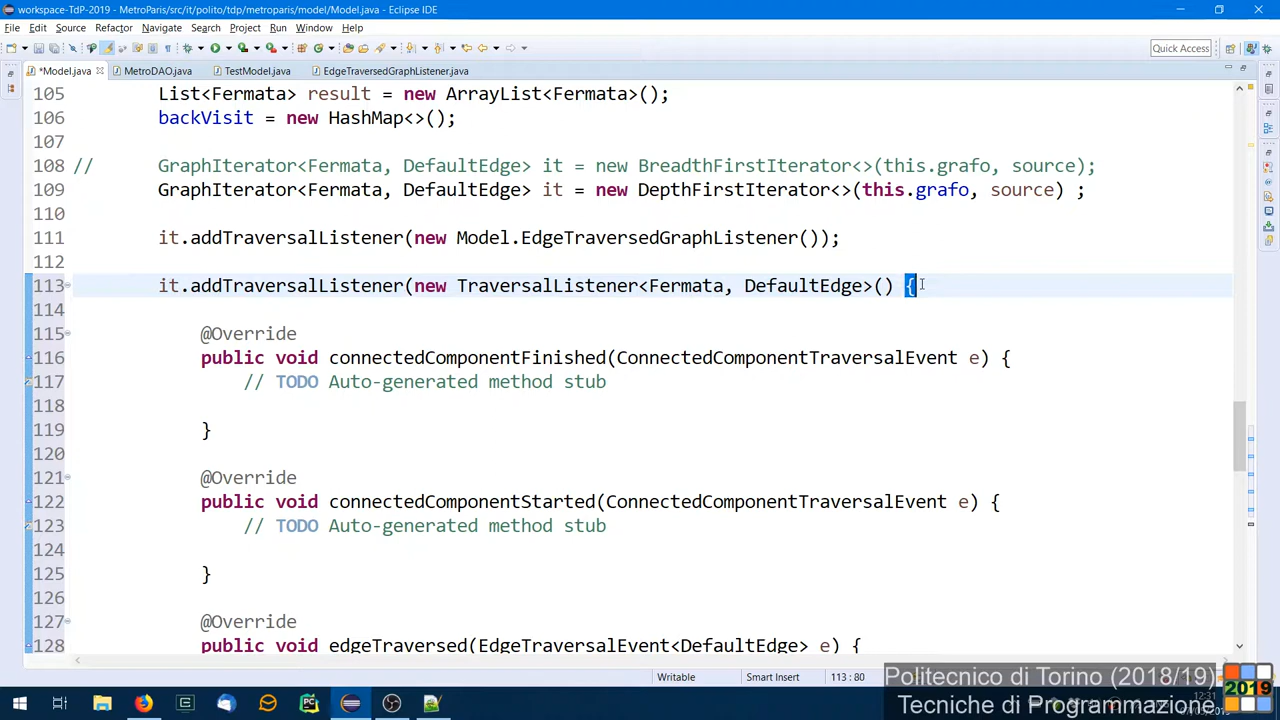 workspace-TdP-2019 - MetroParis/src/it/polito/tdp/metroparis/model/Model.java - Eclipse IDE
File Edit Source Refactor Navigate Search Project Run Window Help
Quick Access
*Model.java MetroDAO.java TestModel.java EdgeTraversedGraphListener.java
105 List<Fermata> result = new ArrayList<Fermata>();
106 backVisit = new HashMap<>();
107
108 // GraphIterator<Fermata, DefaultEdge> it = new BreadthFirstIterator<>(this.grafo, source);
109 GraphIterator<Fermata, DefaultEdge> it = new DepthFirstIterator<>(this.grafo, source) ;
110
111 it.addTraversalListener(new Model.EdgeTraversedGraphListener());
112
113 it.addTraversalListener(new TraversalListener<Fermata, DefaultEdge>() {
114
115 @Override
116 public void connectedComponentFinished(ConnectedComponentTraversalEvent e) {
117 // TODO Auto-generated method stub
118
119 }
120
121 @Override
122 public void connectedComponentStarted(ConnectedComponentTraversalEvent e) {
123 // TODO Auto-generated method stub
124
125 }
126
127 @Override
128 public void edgeTraversed(EdgeTraversalEvent<DefaultEdge> e) {
Writable Smart Insert 113 : 80
Politecnico di Torino (2018/19)
Tecniche di Programmazione
2019
12:31